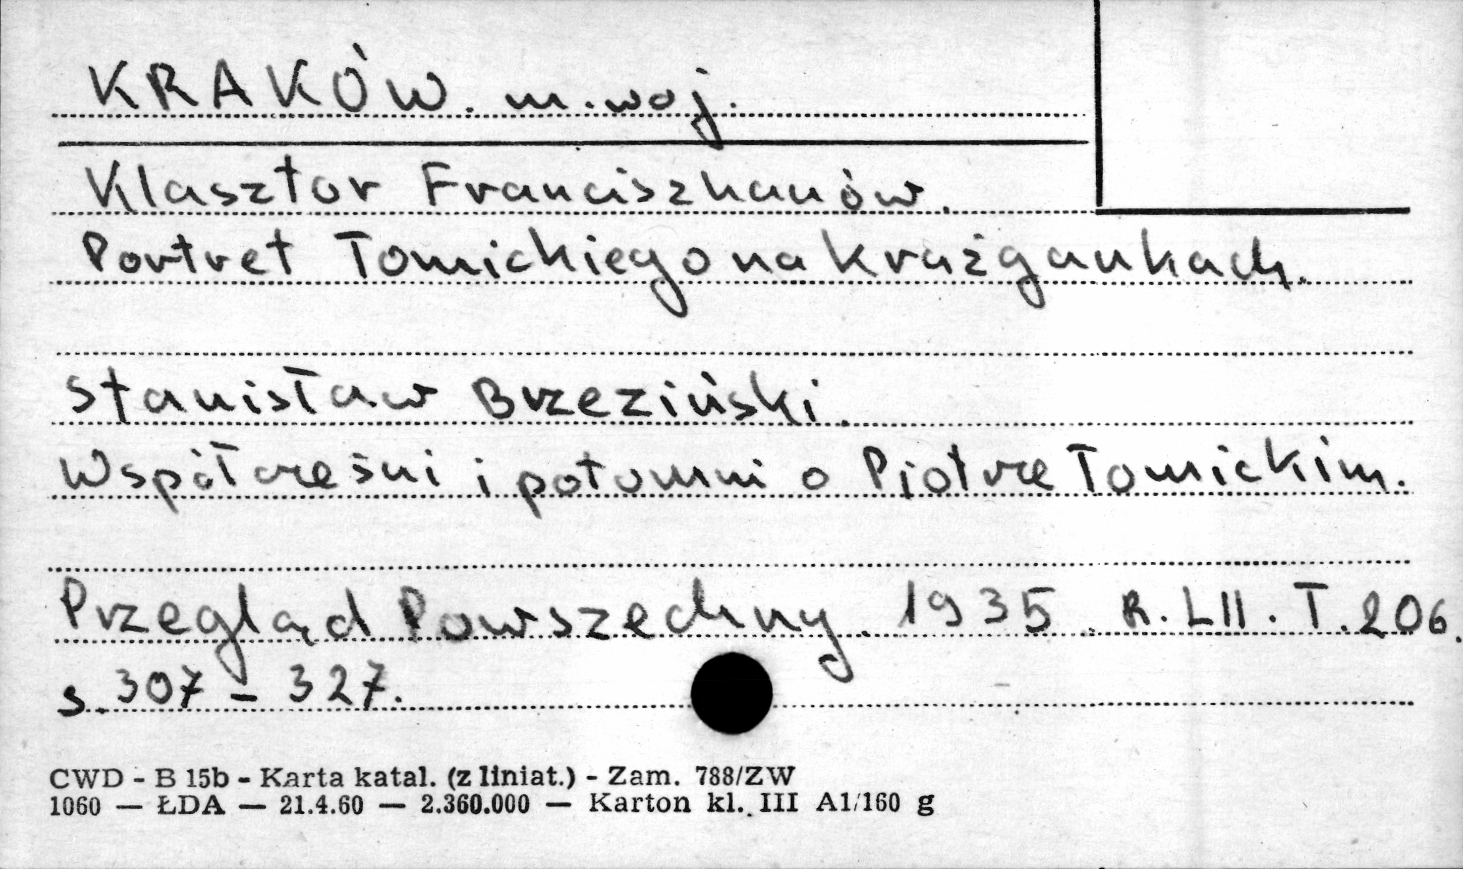 KRAKÓW. m. woj.
Klasztor Franciszkanów.
Portret Tomickiego na krużgankach.
Stanisław Brzeziński.
Współcześni i potomni o Piotrze Tomickim.
Przegląd Powszechny. 1935. R. LII. T. 206.
s. 307 - 327.
CWD - B 15b - Karta katal. (z liniat.) - Zam. 788/ZW
1060 — ŁDA — 21.4.60 — 2.360.000 — Karton kl. III A1/160 g